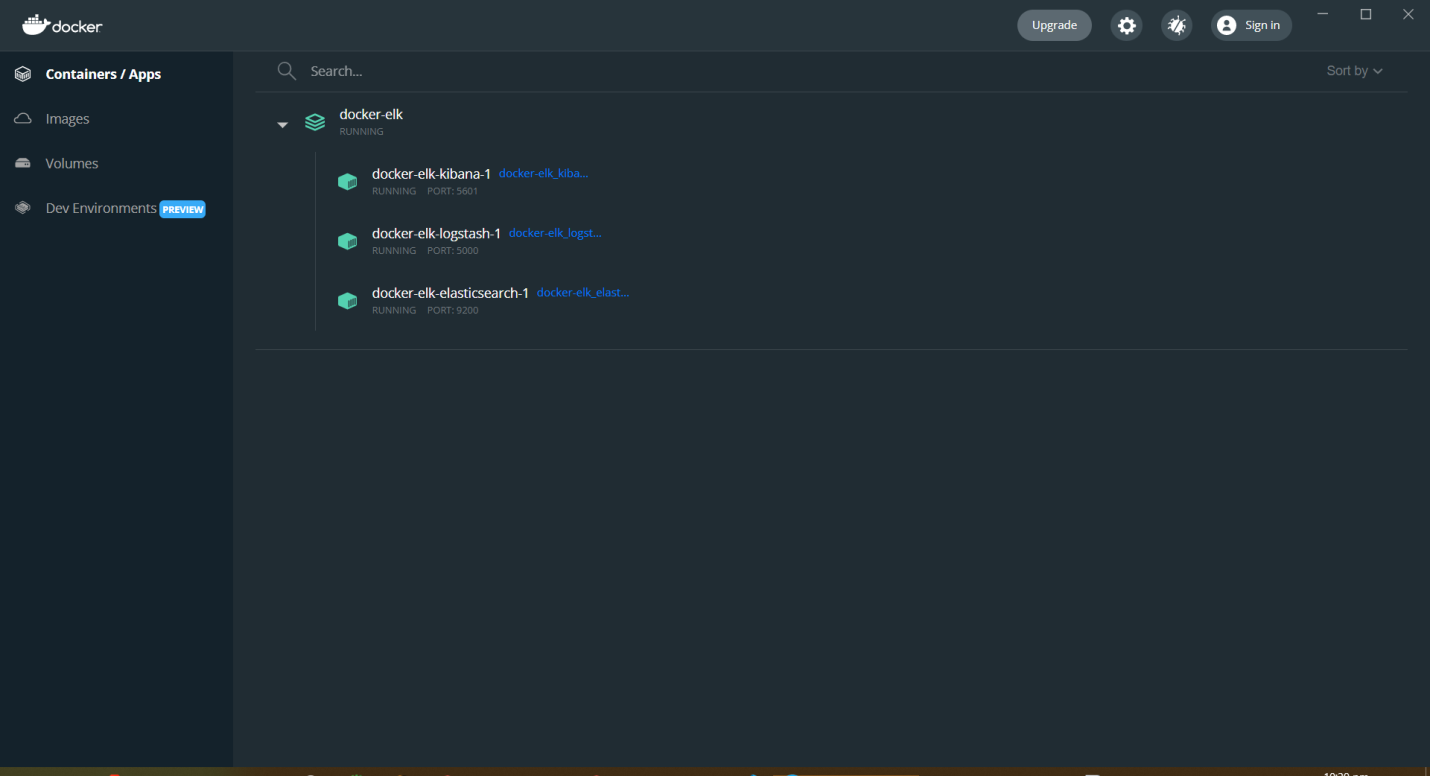 docker
Upgrade
Sign in
Containers / Apps
Images
Volumes
Dev Environments PREVIEW
Search...
Sort by
docker-elk
RUNNING
docker-elk-kibana-1 docker-elk_kiba...
RUNNING PORT: 5601
docker-elk-logstash-1 docker-elk_logst...
RUNNING PORT: 5000
docker-elk-elasticsearch-1 docker-elk_elast...
RUNNING PORT: 9200